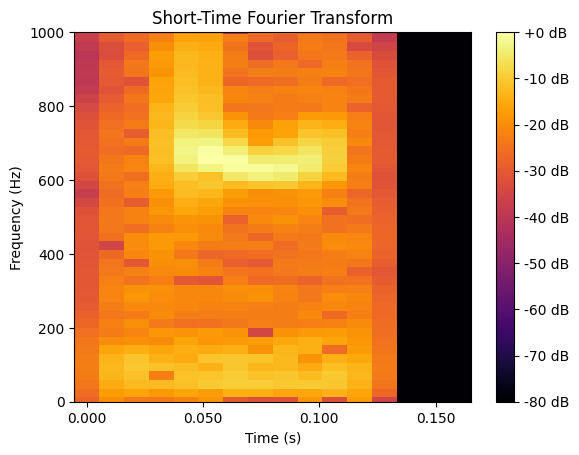 Short-Time Fourier Transform
1000
800
600
400
200
0
Frequency (Hz)
0.000
0.050
0.100
0.150
Time (s)
+0 dB
-10 dB
-20 dB
-30 dB
-40 dB
-50 dB
-60 dB
-70 dB
-80 dB